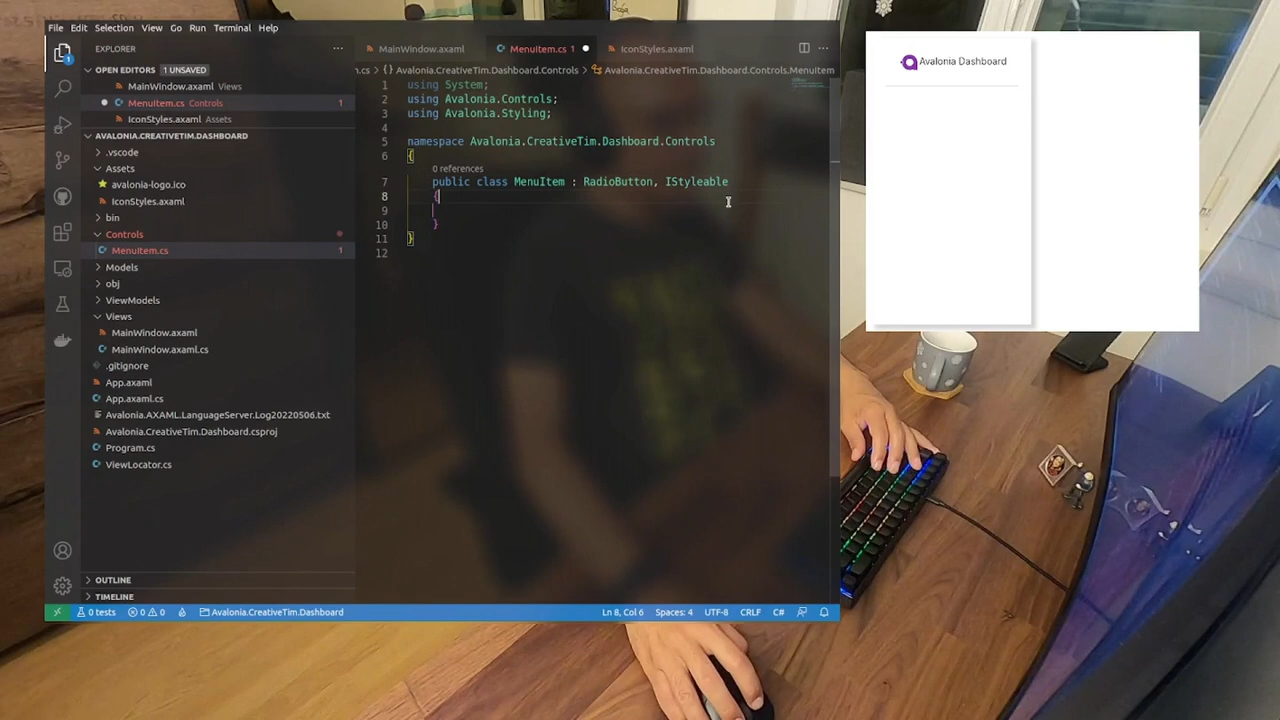 File Edit Selection View Go Run Terminal Help
EXPLORER
OPEN EDITORS 1 UNSAVED
MainWindow.axaml Views
MenuItem.cs Controls 1
IconStyles.axaml Assets
AVALONIA.CREATIVETIM.DASHBOARD
.vscode
Assets
avalonia-logo.ico
IconStyles.axaml
bin
Controls
MenuItem.cs 1
Models
obj
ViewModels
Views
MainWindow.axaml
MainWindow.axaml.cs
.gitignore
App.axaml
App.axaml.cs
Avalonia.AXAML.LanguageServer.Log20220506.txt
Avalonia.CreativeTim.Dashboard.csproj
Program.cs
ViewLocator.cs
OUTLINE
TIMELINE
MainWindow.axaml MenuItem.cs 1 IconStyles.axaml
n.cs > {} Avalonia.CreativeTim.Dashboard.Controls > Avalonia.CreativeTim.Dashboard.Controls.MenuItem
1 using System;
2 using Avalonia.Controls;
3 using Avalonia.Styling;
4
5 namespace Avalonia.CreativeTim.Dashboard.Controls
6 {
0 references
7 public class MenuItem : RadioButton, IStyleable
8 {
9
10 }
11 }
12
0 tests 0 0 Avalonia.CreativeTim.Dashboard Ln 8, Col 6 Spaces: 4 UTF-8 CRLF C#
Avalonia Dashboard